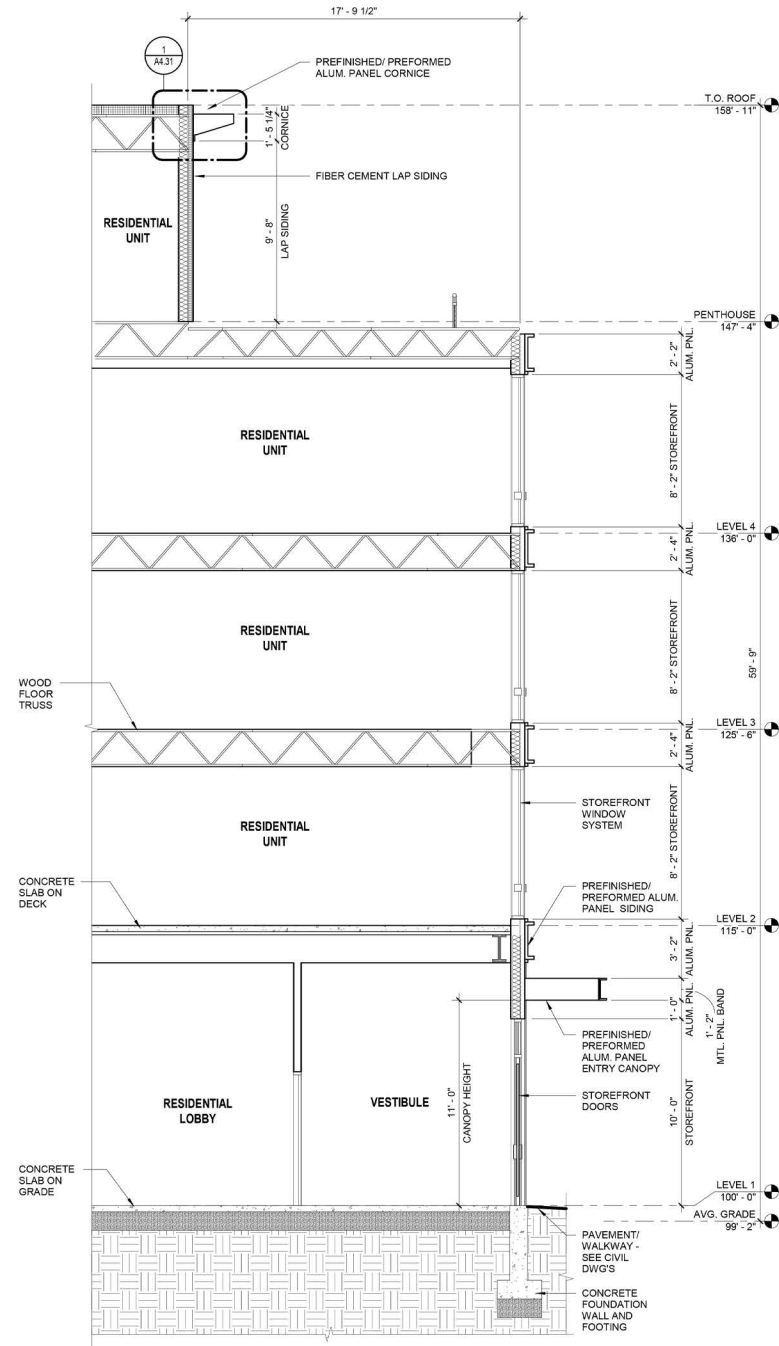 17' - 9 1/2"
1
A4.31
PREFINISHED/ PREFORMED
ALUM. PANEL CORNICE
T.O. ROOF
158' - 11"
1' - 5 1/4"
CORNICE
FIBER CEMENT LAP SIDING
RESIDENTIAL
UNIT
9' - 8"
LAP SIDING
PENTHOUSE
147' - 4"
2' - 2"
ALUM. PNL.
RESIDENTIAL
UNIT
8' - 2" STOREFRONT
LEVEL 4
136' - 0"
2' - 4"
ALUM. PNL.
RESIDENTIAL
UNIT
8' - 2" STOREFRONT
59' - 9"
WOOD
FLOOR
TRUSS
LEVEL 3
125' - 6"
2' - 4"
ALUM. PNL.
STOREFRONT
WINDOW
SYSTEM
RESIDENTIAL
UNIT
8' - 2" STOREFRONT
CONCRETE
SLAB ON
DECK
PREFINISHED/
PREFORMED ALUM.
PANEL SIDING
LEVEL 2
115' - 0"
3' - 2"
ALUM. PNL.
1' - 0"
ALUM. PNL.
1' - 2"
MTL. PNL. BAND
PREFINISHED/
PREFORMED
ALUM. PANEL
ENTRY CANOPY
11' - 0"
CANOPY HEIGHT
RESIDENTIAL
LOBBY
VESTIBULE
STOREFRONT
DOORS
10' - 0"
STOREFRONT
CONCRETE
SLAB ON
GRADE
LEVEL 1
100' - 0"
AVG. GRADE
99' - 2"
PAVEMENT/
WALKWAY -
SEE CIVIL
DWG'S
CONCRETE
FOUNDATION
WALL AND
FOOTING